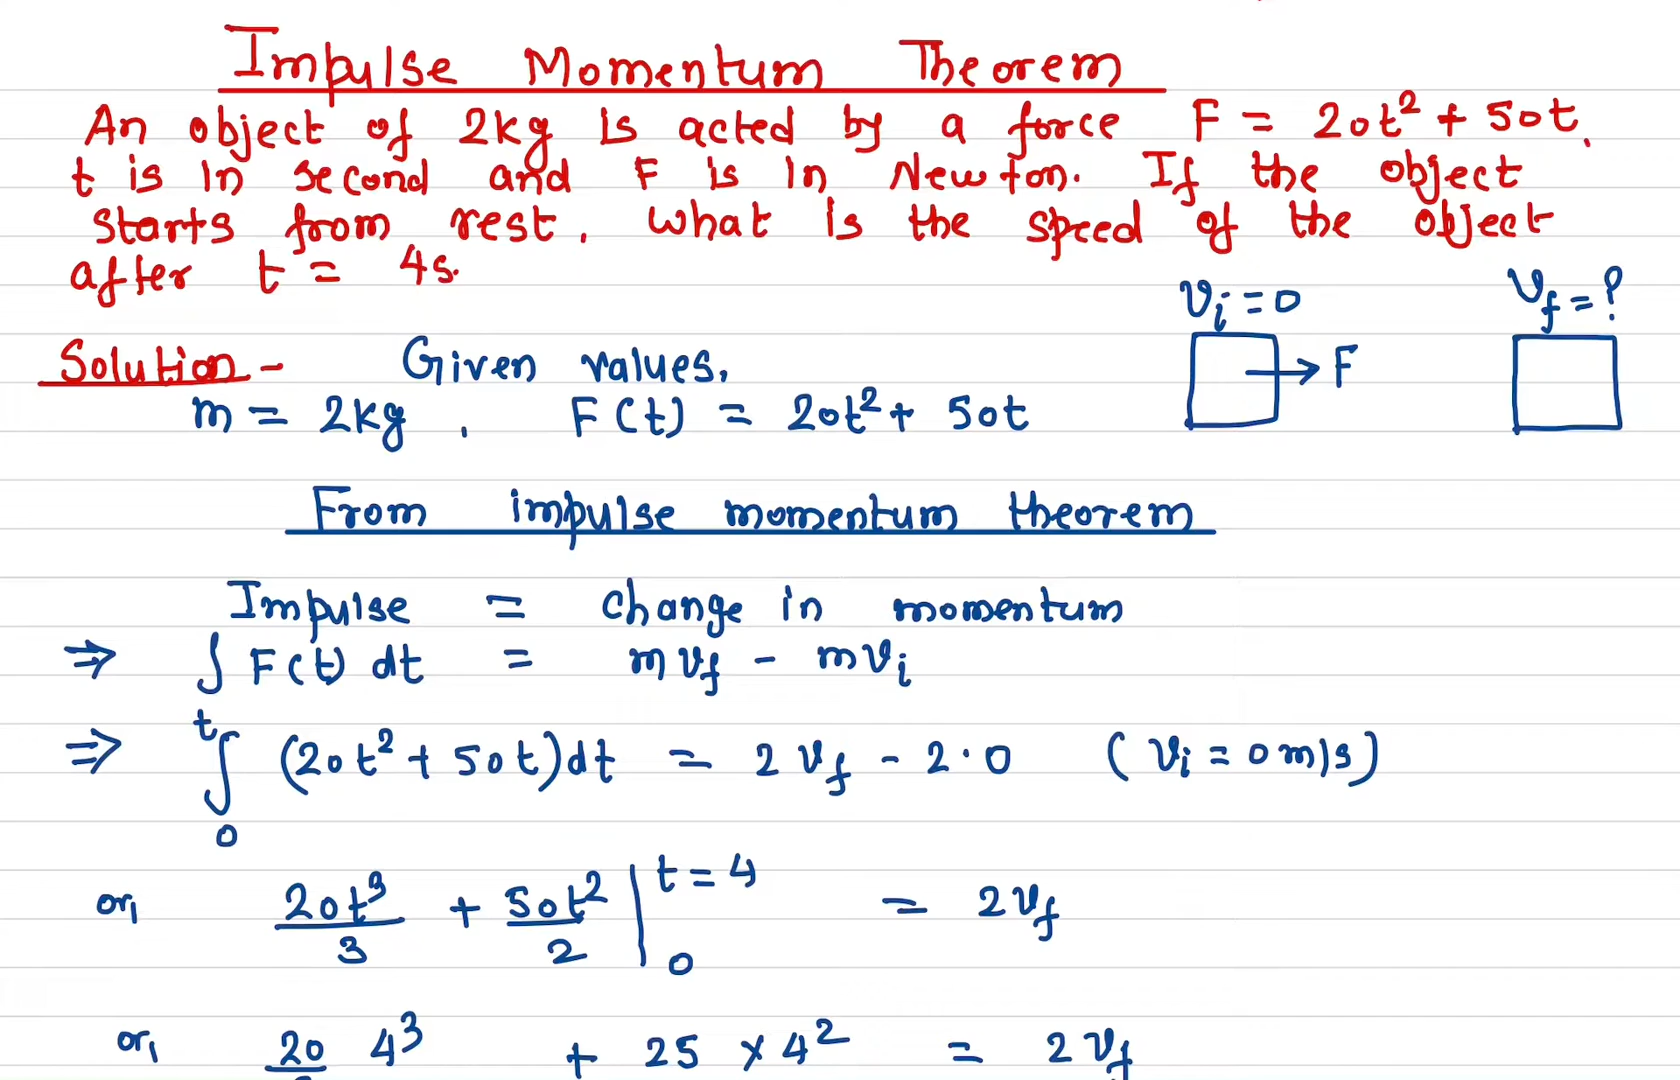 Impulse Momentum Theorem
An object of 2kg is acted by a force F = 20t² + 50t.
t is in second and F is in Newton. If the object
starts from rest, what is the speed of the object
after t = 4s.
vᵢ = 0
v_f = ?
F
Solution - Given values,
m = 2kg, F(t) = 20t² + 50t
From impulse momentum theorem
Impulse = change in momentum
⇒ ∫ F(t) dt = mv_f - mvᵢ
⇒ ∫₀ᵗ (20t² + 50t)dt = 2v_f - 2·0 (vᵢ = 0m/s)
or, 20t³/3 + 50t²/2 |₀ᵗ⁼⁴ = 2v_f
or, 20 4³ + 25 × 4² = 2v_f